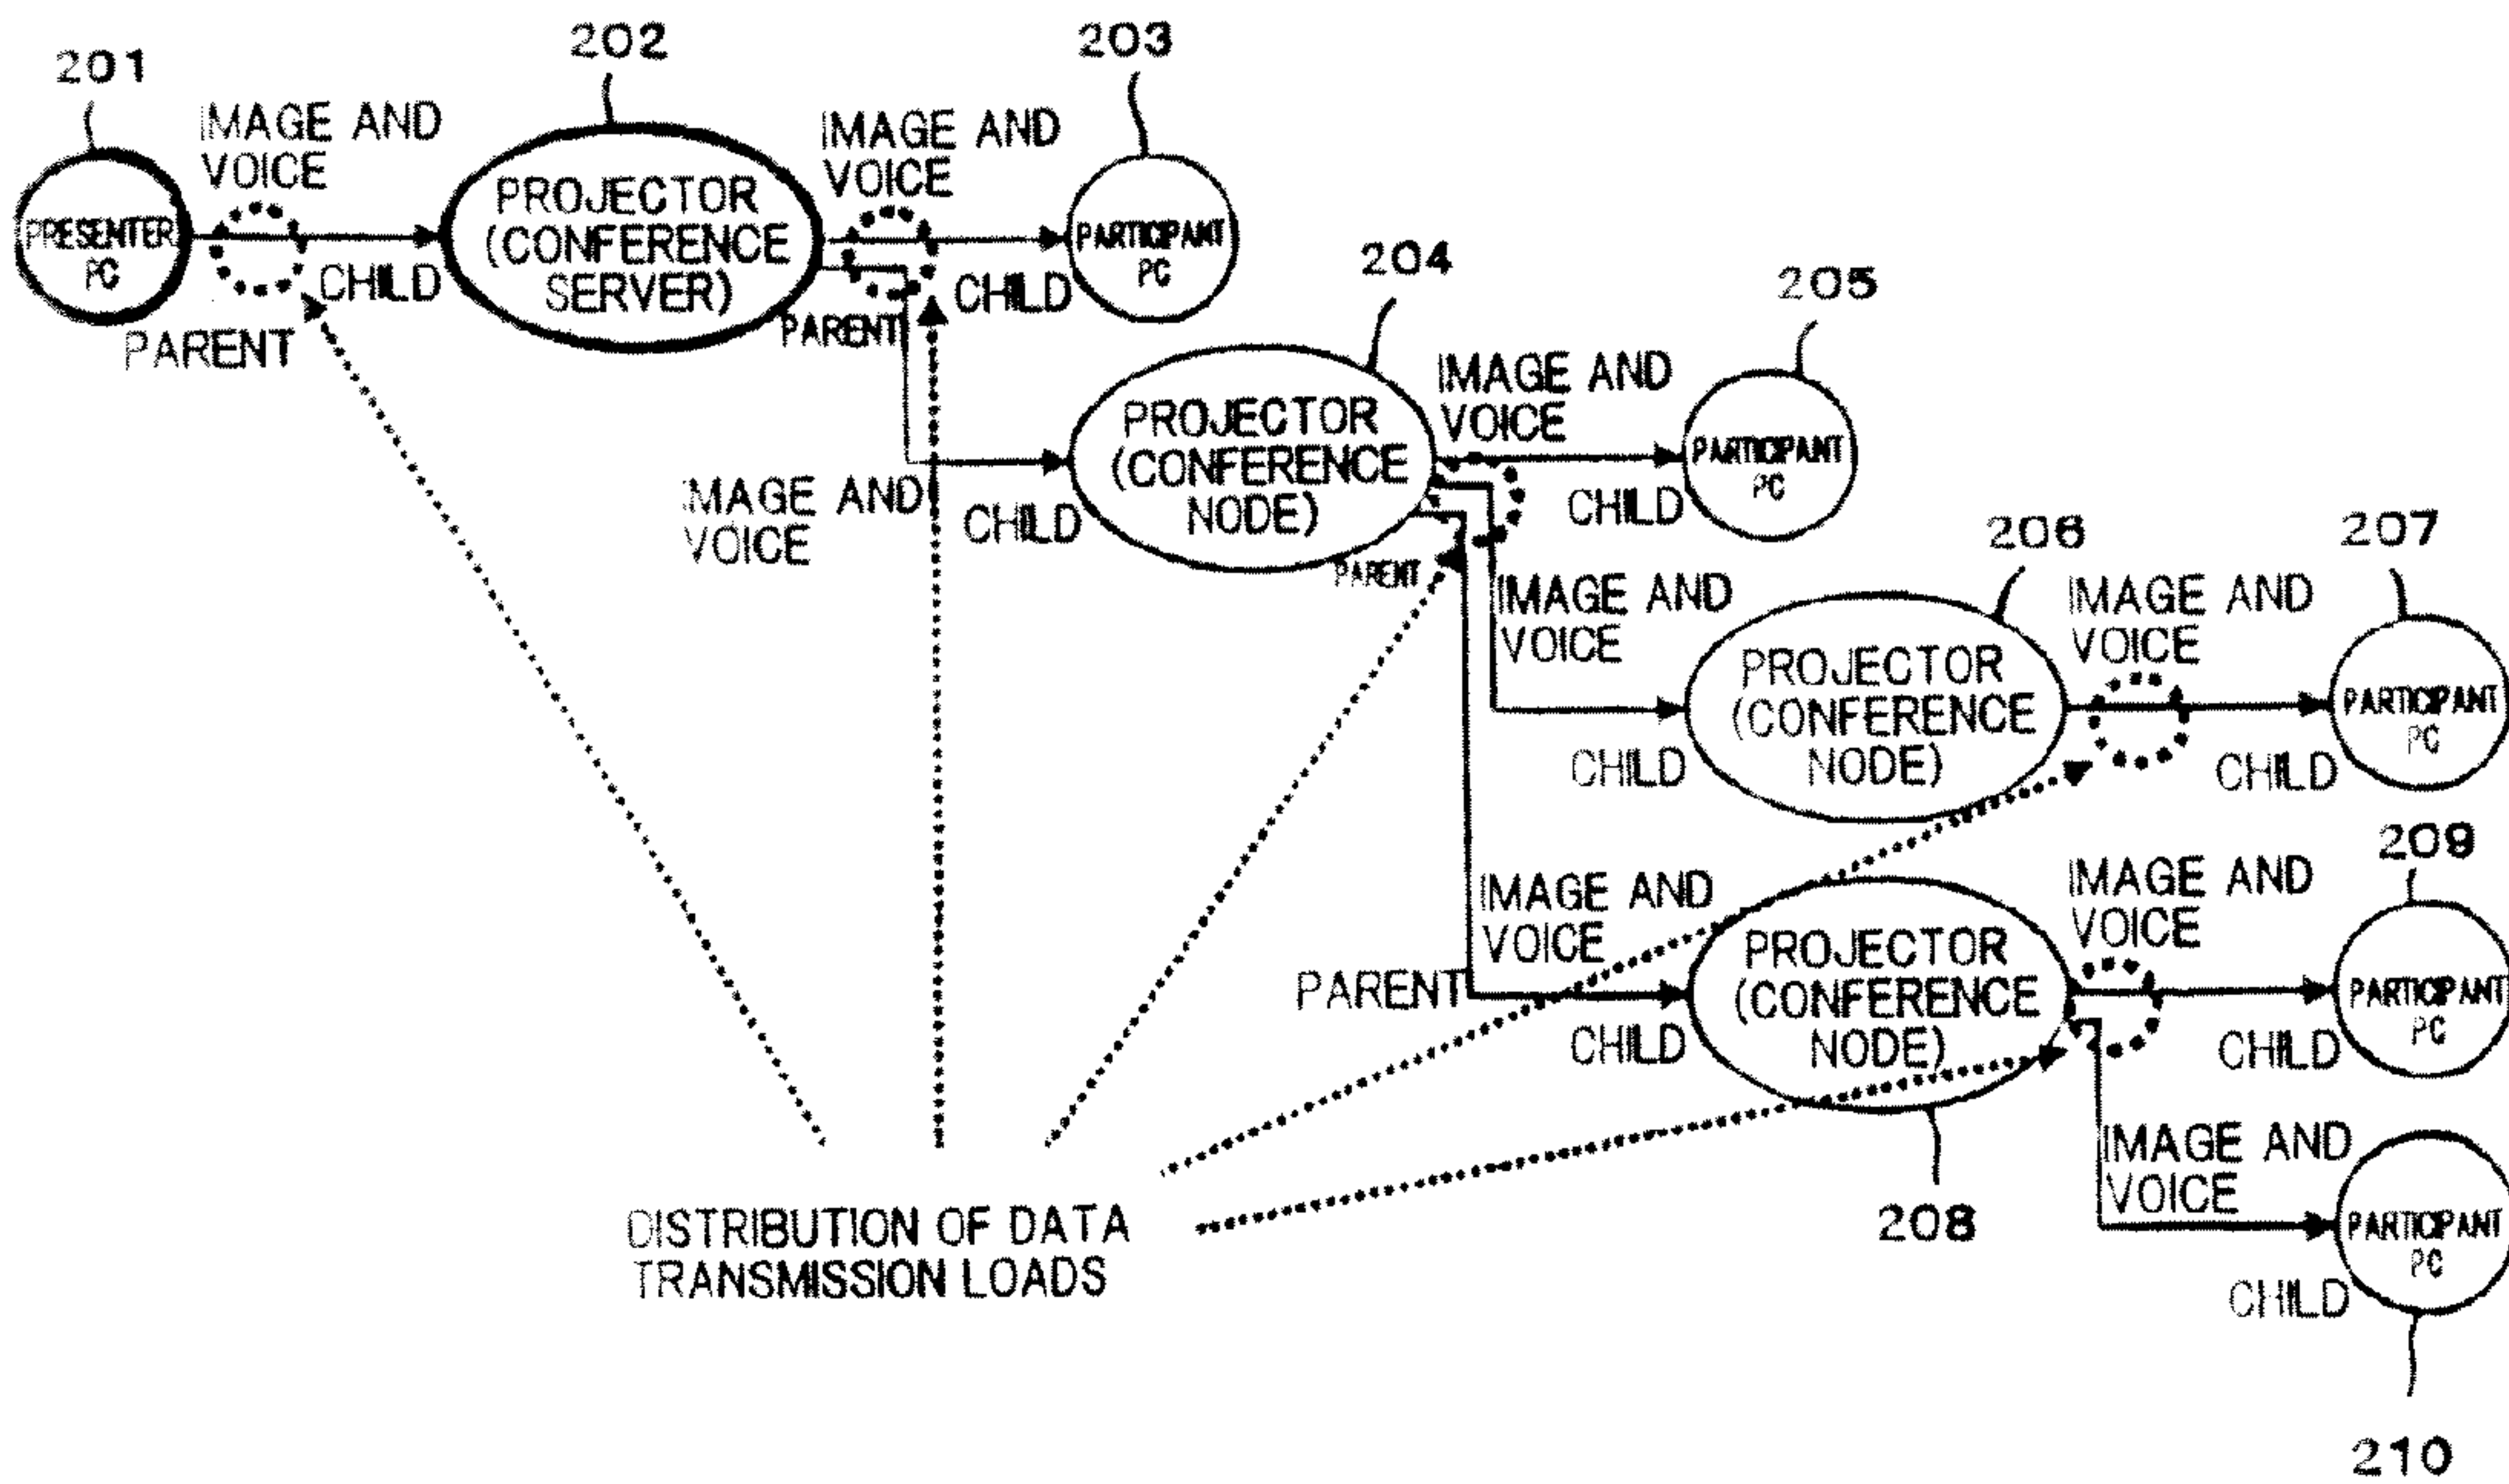 201
202
203
IMAGE AND
VOICE
IMAGE AND
VOICE
PRESENTER
PC
PROJECTOR
(CONFERENCE
SERVER)
PARTICIPANT
PC
CHILD
CHILD
PARENT
PARENT
204
205
PROJECTOR
(CONFERENCE
NODE)
IMAGE AND
VOICE
PARTICIPANT
PC
IMAGE AND
VOICE
CHILD
CHILD
PARENT
206
207
IMAGE AND
VOICE
IMAGE AND
VOICE
PROJECTOR
(CONFERENCE
NODE)
PARTICIPANT
PC
CHILD
CHILD
209
IMAGE AND
VOICE
IMAGE AND
VOICE
PARENT
PROJECTOR
(CONFERENCE
NODE)
PARTICIPANT
PC
CHILD
CHILD
208
IMAGE AND
VOICE
PARTICIPANT
PC
CHILD
210
DISTRIBUTION OF DATA
TRANSMISSION LOADS